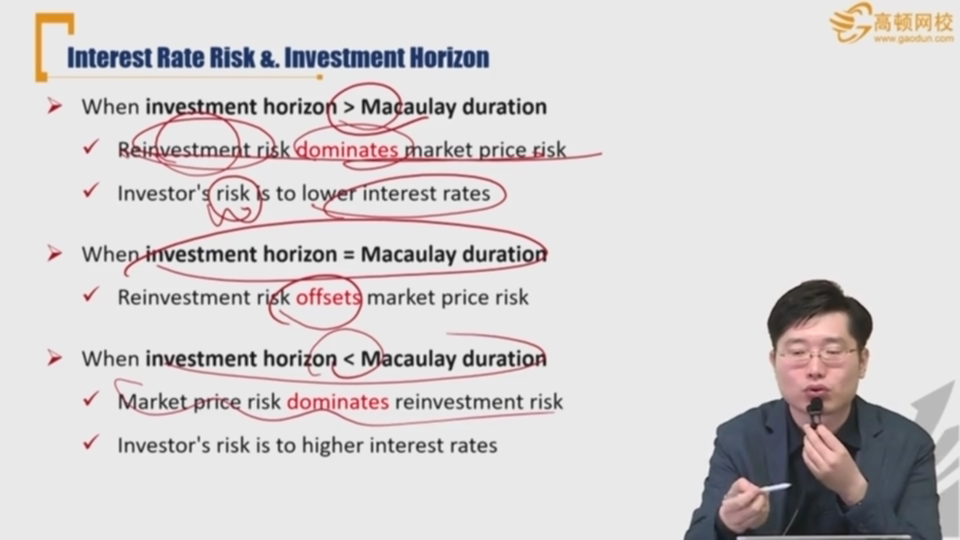 高顿网校
www.gaodun.com
Interest Rate Risk &. Investment Horizon
When investment horizon > Macaulay duration
Reinvestment risk dominates market price risk
Investor's risk is to lower interest rates
When investment horizon = Macaulay duration
Reinvestment risk offsets market price risk
When investment horizon < Macaulay duration
Market price risk dominates reinvestment risk
Investor's risk is to higher interest rates